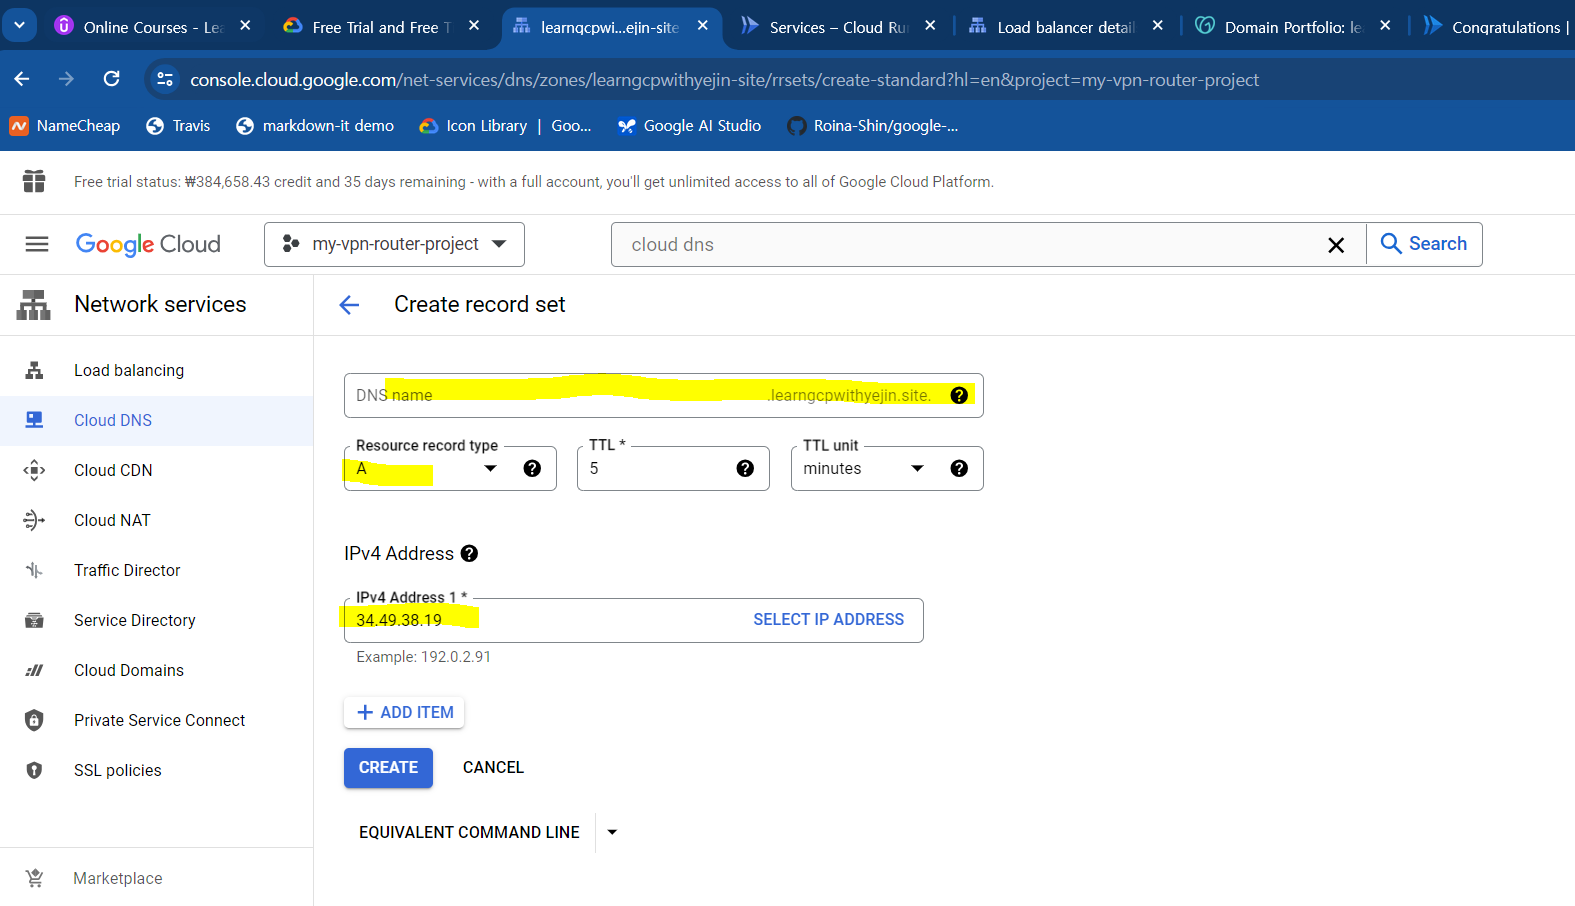 Online Courses - Lea
Free Trial and Free T
learngcpwi...ejin-site
Services – Cloud Run
Load balancer detail
Domain Portfolio: le
Congratulations |
console.cloud.google.com/net-services/dns/zones/learngcpwithyejin-site/rrsets/create-standard?hl=en&project=my-vpn-router-project
NameCheap
Travis
markdown-it demo
Icon Library | Goo...
Google AI Studio
Roina-Shin/google-...
Free trial status: ₩384,658.43 credit and 35 days remaining - with a full account, you'll get unlimited access to all of Google Cloud Platform.
Google Cloud
my-vpn-router-project
cloud dns
Search
Network services
Create record set
Load balancing
Cloud DNS
Cloud CDN
Cloud NAT
Traffic Director
Service Directory
Cloud Domains
Private Service Connect
SSL policies
Marketplace
DNS name
.learngcpwithyejin.site.
Resource record type
A
TTL *
5
TTL unit
minutes
IPv4 Address
IPv4 Address 1 *
34.49.38.19
SELECT IP ADDRESS
Example: 192.0.2.91
ADD ITEM
CREATE
CANCEL
EQUIVALENT COMMAND LINE